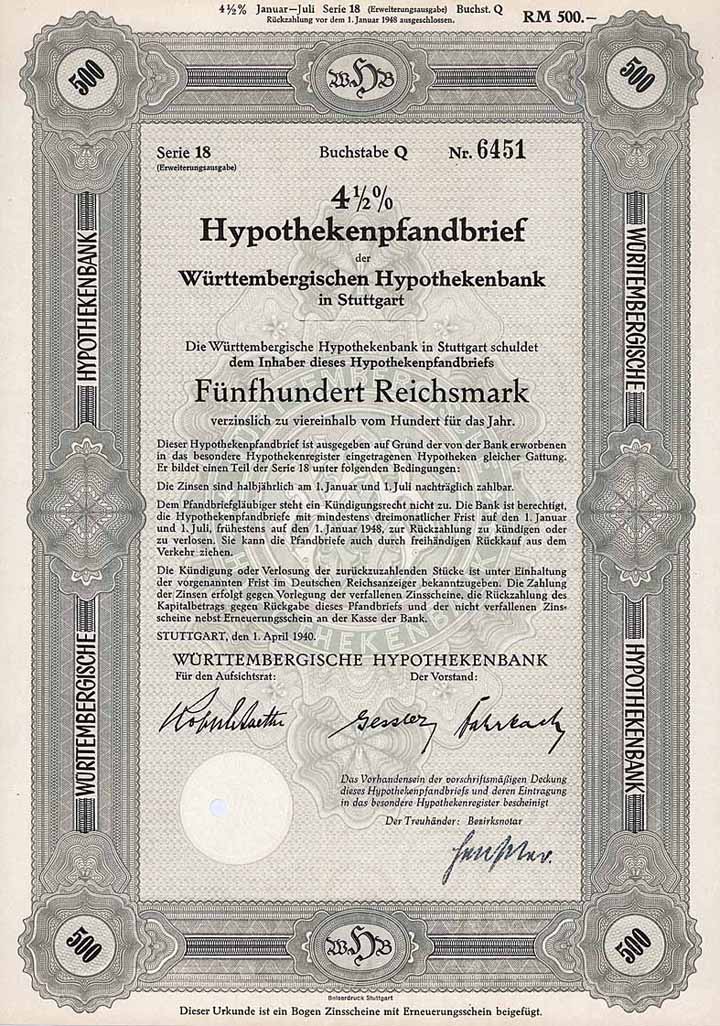 4½% Januar—Juli Serie 18 (Erweiterungsausgabe) Buchst. Q RM 500.–
Rückzahlung vor dem 1. Januar 1948 ausgeschlossen.
500
WHB
500
Serie 18 Buchstabe Q Nr. 6451
(Erweiterungsausgabe)
4½%
Hypothekenpfandbrief
der
Württembergischen Hypothekenbank
in Stuttgart
Die Württembergische Hypothekenbank in Stuttgart schuldet
dem Inhaber dieses Hypothekenpfandbriefs
Fünfhundert Reichsmark
verzinslich zu viereinhalb vom Hundert für das Jahr.
Dieser Hypothekenpfandbrief ist ausgegeben auf Grund der von der Bank erworbenen
in das besondere Hypothekenregister eingetragenen Hypotheken gleicher Gattung.
Er bildet einen Teil der Serie 18 unter folgenden Bedingungen:
Die Zinsen sind halbjährlich am 1. Januar und 1. Juli nachträglich zahlbar.
Dem Pfandbriefgläubiger steht ein Kündigungsrecht nicht zu. Die Bank ist berechtigt,
die Hypothekenpfandbriefe mit mindestens dreimonatlicher Frist auf den 1. Januar
und 1. Juli, frühestens auf den 1. Januar 1948, zur Rückzahlung zu kündigen oder
zu verlosen. Sie kann die Pfandbriefe auch durch freihändigen Rückkauf aus dem
Verkehr ziehen.
Die Kündigung oder Verlosung der zurückzuzahlenden Stücke ist unter Einhaltung
der vorgenannten Frist im Deutschen Reichsanzeiger bekanntzugeben. Die Zahlung
der Zinsen erfolgt gegen Vorlegung der verfallenen Zinsscheine, die Rückzahlung des
Kapitalbetrags gegen Rückgabe dieses Pfandbriefs und der nicht verfallenen Zins-
scheine nebst Erneuerungsschein an der Kasse der Bank.
STUTTGART, den 1. April 1940.
WÜRTTEMBERGISCHE HYPOTHEKENBANK
Für den Aufsichtsrat: Der Vorstand:
Gessler Fahrbach
Das Vorhandensein der vorschriftsmäßigen Deckung
dieses Hypothekenpfandbriefs und deren Eintragung
in das besondere Hypothekenregister bescheinigt
Der Treuhänder: Bezirksnotar
HYPOTHEKENBANK
WÜRTTEMBERGISCHE
WÜRTTEMBERGISCHE
HYPOTHEKENBANK
500
WHB
500
Belserdruck Stuttgart
Dieser Urkunde ist ein Bogen Zinsscheine mit Erneuerungsschein beigefügt.